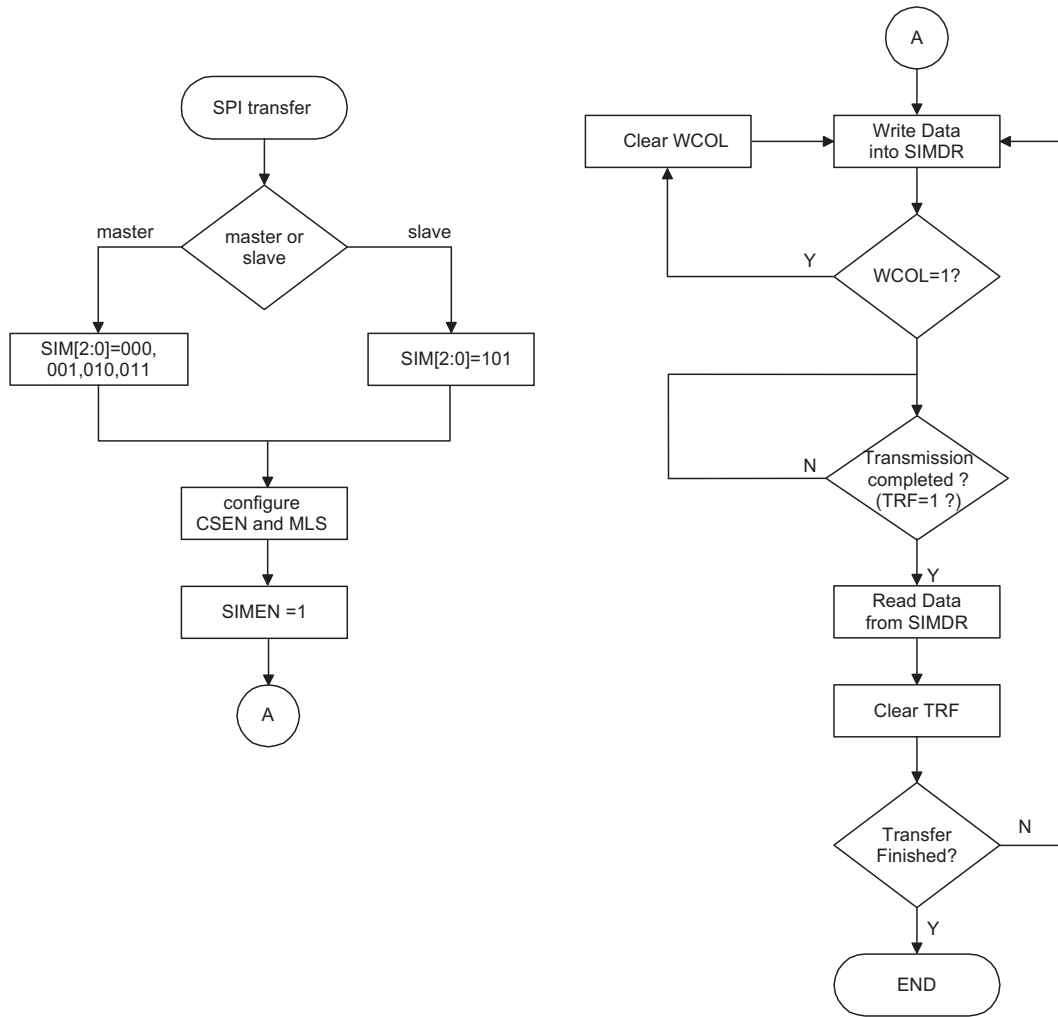 SPI transfer
master or
slave
master
slave
SIM[2:0]=000,
001,010,011
SIM[2:0]=101
configure
CSEN and MLS
SIMEN =1
A
A
Write Data
into SIMDR
Clear WCOL
WCOL=1?
Y
Transmission
completed ?
(TRF=1 ?)
N
Y
Read Data
from SIMDR
Clear TRF
Transfer
Finished?
N
Y
END